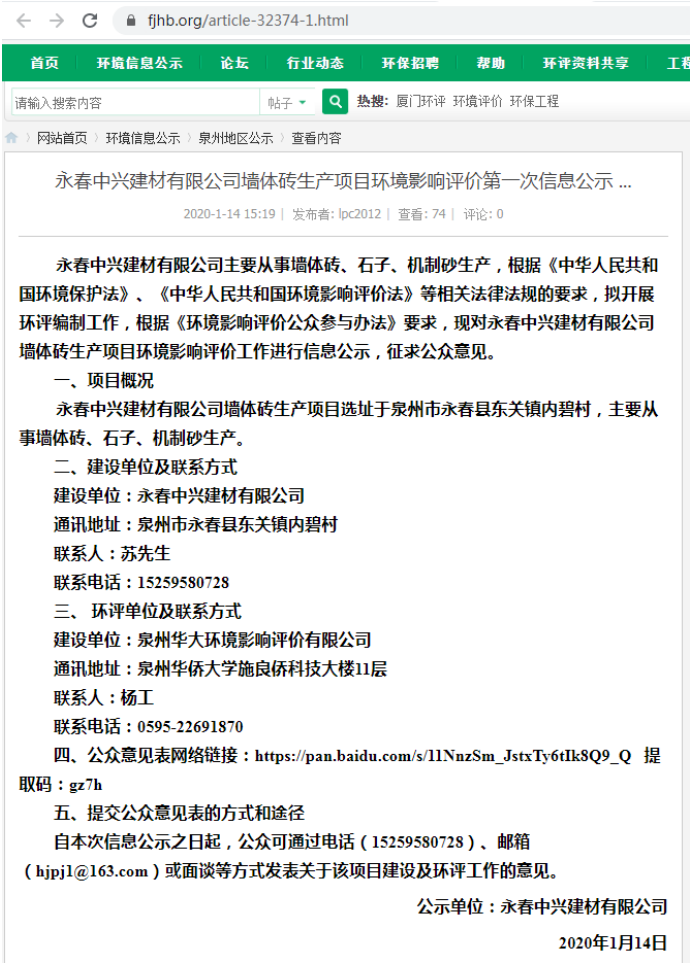 fjhb.org/article-32374-1.html
首页 环境信息公示 论坛 行业动态 环保招聘 帮助 环评资料共享 工程
请输入搜索内容 帖子 热搜: 厦门环评 环境评价 环保工程
网站首页 › 环境信息公示 › 泉州地区公示 › 查看内容
永春中兴建材有限公司墙体砖生产项目环境影响评价第一次信息公示 ...
2020-1-14 15:19 | 发布者: lpc2012 | 查看: 74 | 评论: 0
永春中兴建材有限公司主要从事墙体砖、石子、机制砂生产，根据《中华人民共和
国环境保护法》、《中华人民共和国环境影响评价法》等相关法律法规的要求，拟开展
环评编制工作，根据《环境影响评价公众参与办法》要求，现对永春中兴建材有限公司
墙体砖生产项目环境影响评价工作进行信息公示，征求公众意见。
一、项目概况
永春中兴建材有限公司墙体砖生产项目选址于泉州市永春县东关镇内碧村，主要从
事墙体砖、石子、机制砂生产。
二、建设单位及联系方式
建设单位：永春中兴建材有限公司
通讯地址：泉州市永春县东关镇内碧村
联系人：苏先生
联系电话：15259580728
三、 环评单位及联系方式
建设单位：泉州华大环境影响评价有限公司
通讯地址：泉州华侨大学施良侨科技大楼11层
联系人：杨工
联系电话：0595-22691870
四、公众意见表网络链接：https://pan.baidu.com/s/11NnzSm_JstxTy6tIk8Q9_Q 提
取码：gz7h
五、提交公众意见表的方式和途径
自本次信息公示之日起，公众可通过电话（15259580728）、邮箱
（hjpj1@163.com）或面谈等方式发表关于该项目建设及环评工作的意见。
公示单位：永春中兴建材有限公司
2020年1月14日